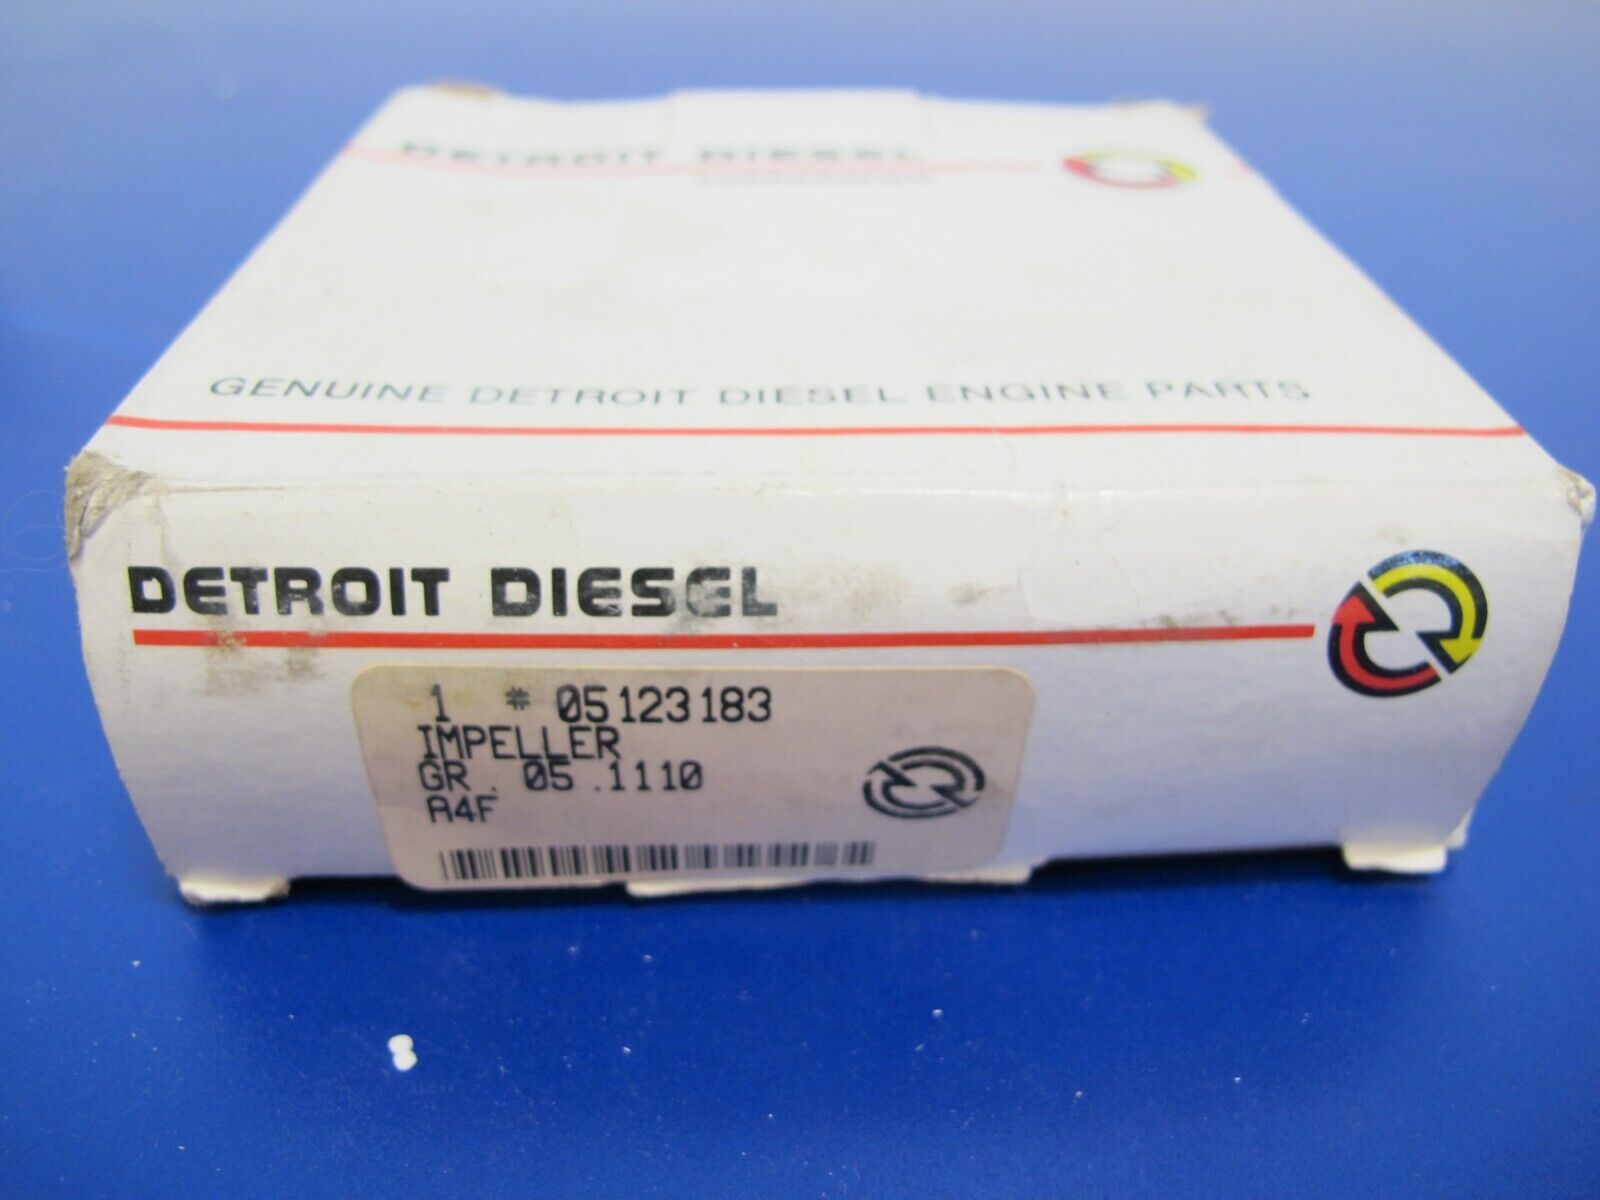 DETROIT DIESEL
GENUINE DETROIT DIESEL ENGINE PARTS
DETROIT DIESEL
1 # 05123183
IMPELLER
GR. 05.1110
A4F